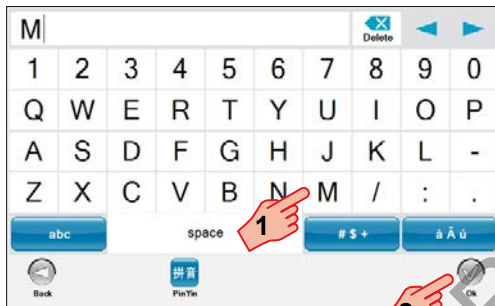 M Delete
1 2 3 4 5 6 7 8 9 0
Q W E R T Y U I O P
A S D F G H J K L -
Z X C V B N M / : .
abc space 1 # $ + à Â ú
Back 拼音 PinYin Ok